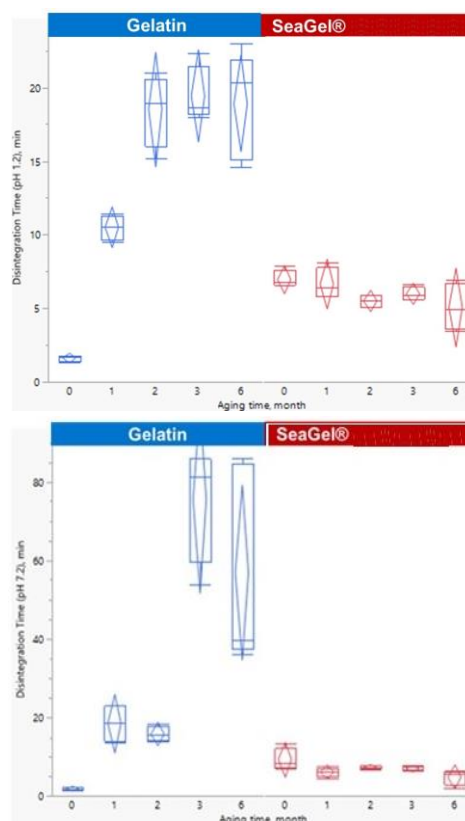 Gelatin SeaGel®
Disintegration Time (pH 1.2), min
20
15
10
5
0
0 1 2 3 6 0 1 2 3 6
Aging time, month
Gelatin SeaGel®
Disintegration Time (pH 7.2), min
80
60
40
20
0
0 1 2 3 6 0 1 2 3 6
Aging time, month